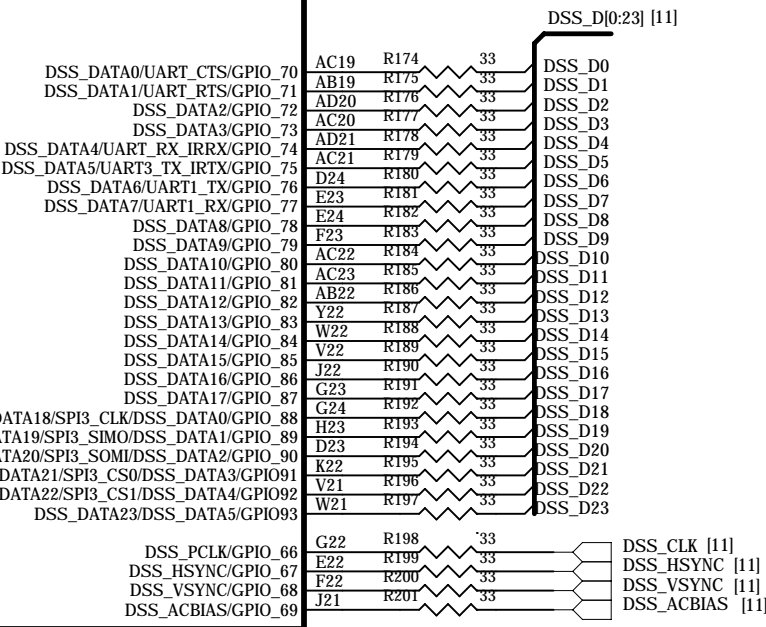 DSS_D[0:23] [11]
DSS_DATA0/UART_CTS/GPIO_70 AC19 R174 33 DSS_D0
DSS_DATA1/UART_RTS/GPIO_71 AB19 R175 33 DSS_D1
DSS_DATA2/GPIO_72 AD20 R176 33 DSS_D2
DSS_DATA3/GPIO_73 AC20 R177 33 DSS_D3
DSS_DATA4/UART_RX_IRRX/GPIO_74 AD21 R178 33 DSS_D4
DSS_DATA5/UART3_TX_IRTX/GPIO_75 AC21 R179 33 DSS_D5
DSS_DATA6/UART1_TX/GPIO_76 D24 R180 33 DSS_D6
DSS_DATA7/UART1_RX/GPIO_77 E23 R181 33 DSS_D7
DSS_DATA8/GPIO_78 E24 R182 33 DSS_D8
DSS_DATA9/GPIO_79 F23 R183 33 DSS_D9
DSS_DATA10/GPIO_80 AC22 R184 33 DSS_D10
DSS_DATA11/GPIO_81 AC23 R185 33 DSS_D11
DSS_DATA12/GPIO_82 AB22 R186 33 DSS_D12
DSS_DATA13/GPIO_83 Y22 R187 33 DSS_D13
DSS_DATA14/GPIO_84 W22 R188 33 DSS_D14
DSS_DATA15/GPIO_85 V22 R189 33 DSS_D15
DSS_DATA16/GPIO_86 J22 R190 33 DSS_D16
DSS_DATA17/GPIO_87 G23 R191 33 DSS_D17
DATA18/SPI3_CLK/DSS_DATA0/GPIO_88 G24 R192 33 DSS_D18
ATA19/SPI3_SIMO/DSS_DATA1/GPIO_89 H23 R193 33 DSS_D19
ATA20/SPI3_SOMI/DSS_DATA2/GPIO_90 D23 R194 33 DSS_D20
DATA21/SPI3_CS0/DSS_DATA3/GPIO91 K22 R195 33 DSS_D21
DATA22/SPI3_CS1/DSS_DATA4/GPIO92 V21 R196 33 DSS_D22
DSS_DATA23/DSS_DATA5/GPIO93 W21 R197 33 DSS_D23
DSS_PCLK/GPIO_66 G22 R198 33 DSS_CLK [11]
DSS_HSYNC/GPIO_67 E22 R199 33 DSS_HSYNC [11]
DSS_VSYNC/GPIO_68 F22 R200 33 DSS_VSYNC [11]
DSS_ACBIAS/GPIO_69 J21 R201 33 DSS_ACBIAS [11]